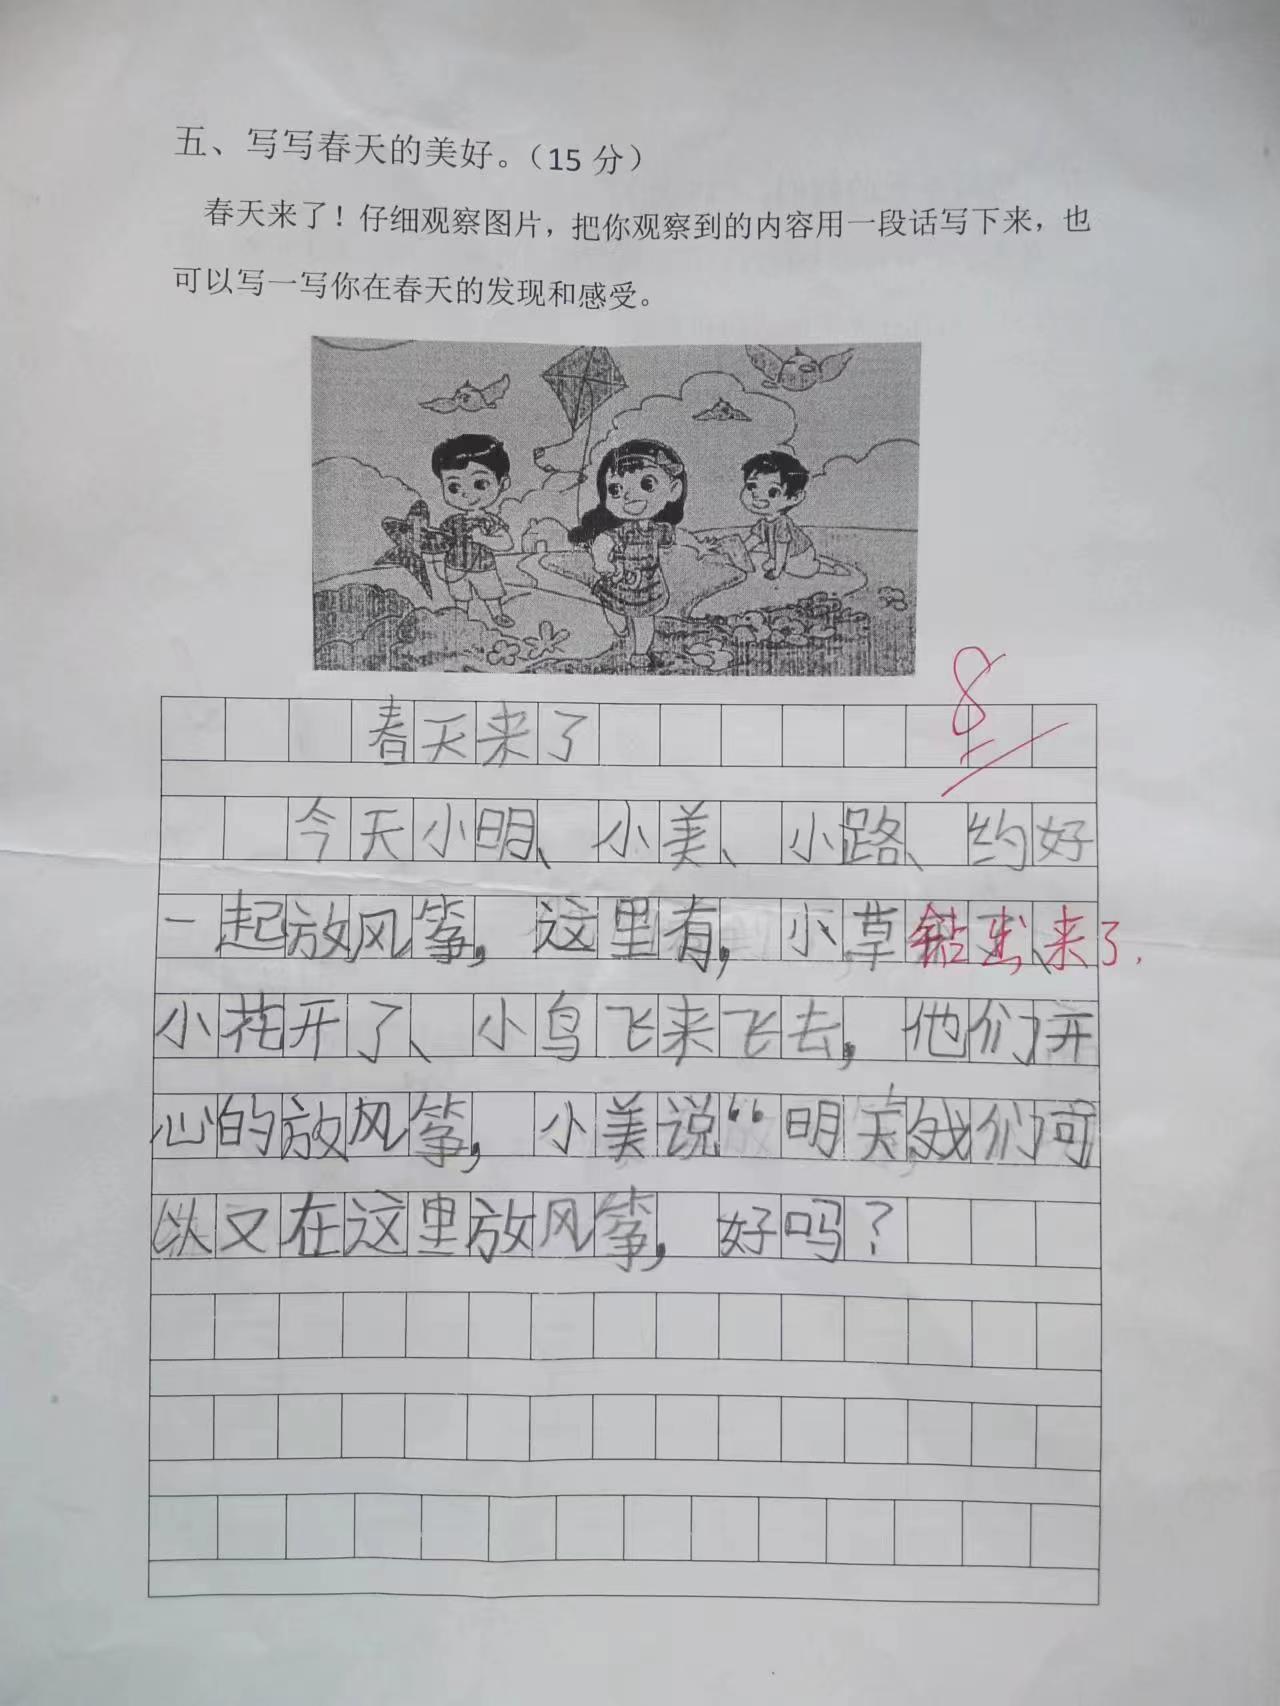 五、写写春天的美好。（15 分）
春天来了！仔细观察图片，把你观察到的内容用一段话写下来，也
可以写一写你在春天的发现和感受。
8
春天来了
今天小明、小美、小路、约好
一起放风筝，这里有，小草钻出来了，
小花开了、小鸟飞来飞去，他们开
心的放风筝，小美说“明天我们可
以又在这里放风筝，好吗？